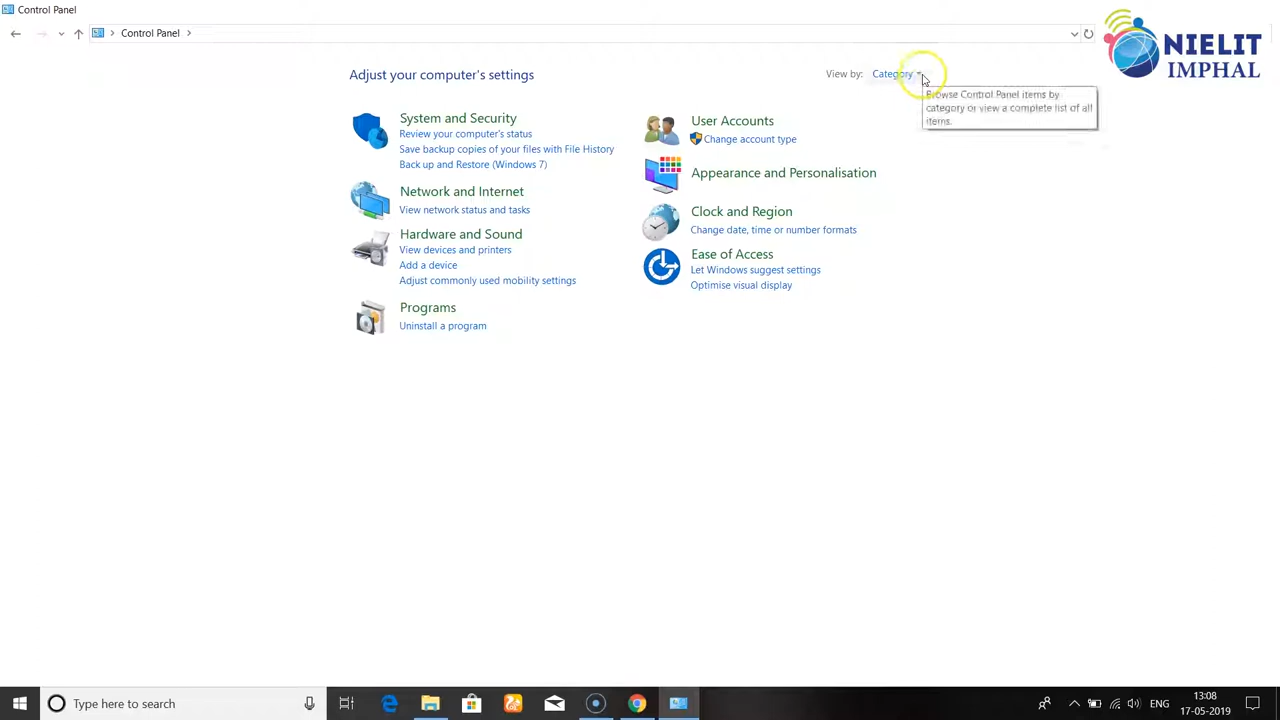 Control Panel
Control Panel
NIELIT
IMPHAL
Adjust your computer's settings
View by: Category
Browse Control Panel items by
category or view a complete list of all
items.
System and Security
Review your computer's status
Save backup copies of your files with File History
Back up and Restore (Windows 7)
Network and Internet
View network status and tasks
Hardware and Sound
View devices and printers
Add a device
Adjust commonly used mobility settings
Programs
Uninstall a program
User Accounts
Change account type
Appearance and Personalisation
Clock and Region
Change date, time or number formats
Ease of Access
Let Windows suggest settings
Optimise visual display
Type here to search
ENG
13:08
17-05-2019